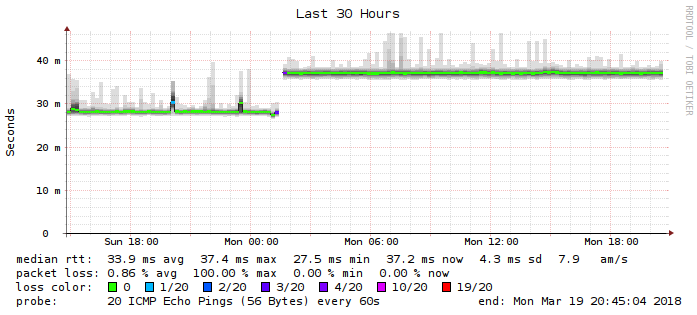 Last 30 Hours
RRDTOOL / TOBI OETIKER
Seconds
40 m
30 m
20 m
10 m
0
Sun 18:00 Mon 00:00 Mon 06:00 Mon 12:00 Mon 18:00
median rtt: 33.9 ms avg 37.4 ms max 27.5 ms min 37.2 ms now 4.3 ms sd 7.9 am/s
packet loss: 0.86 % avg 100.00 % max 0.00 % min 0.00 % now
loss color: 0 1/20 2/20 3/20 4/20 10/20 19/20
probe: 20 ICMP Echo Pings (56 Bytes) every 60s end: Mon Mar 19 20:45:04 2018